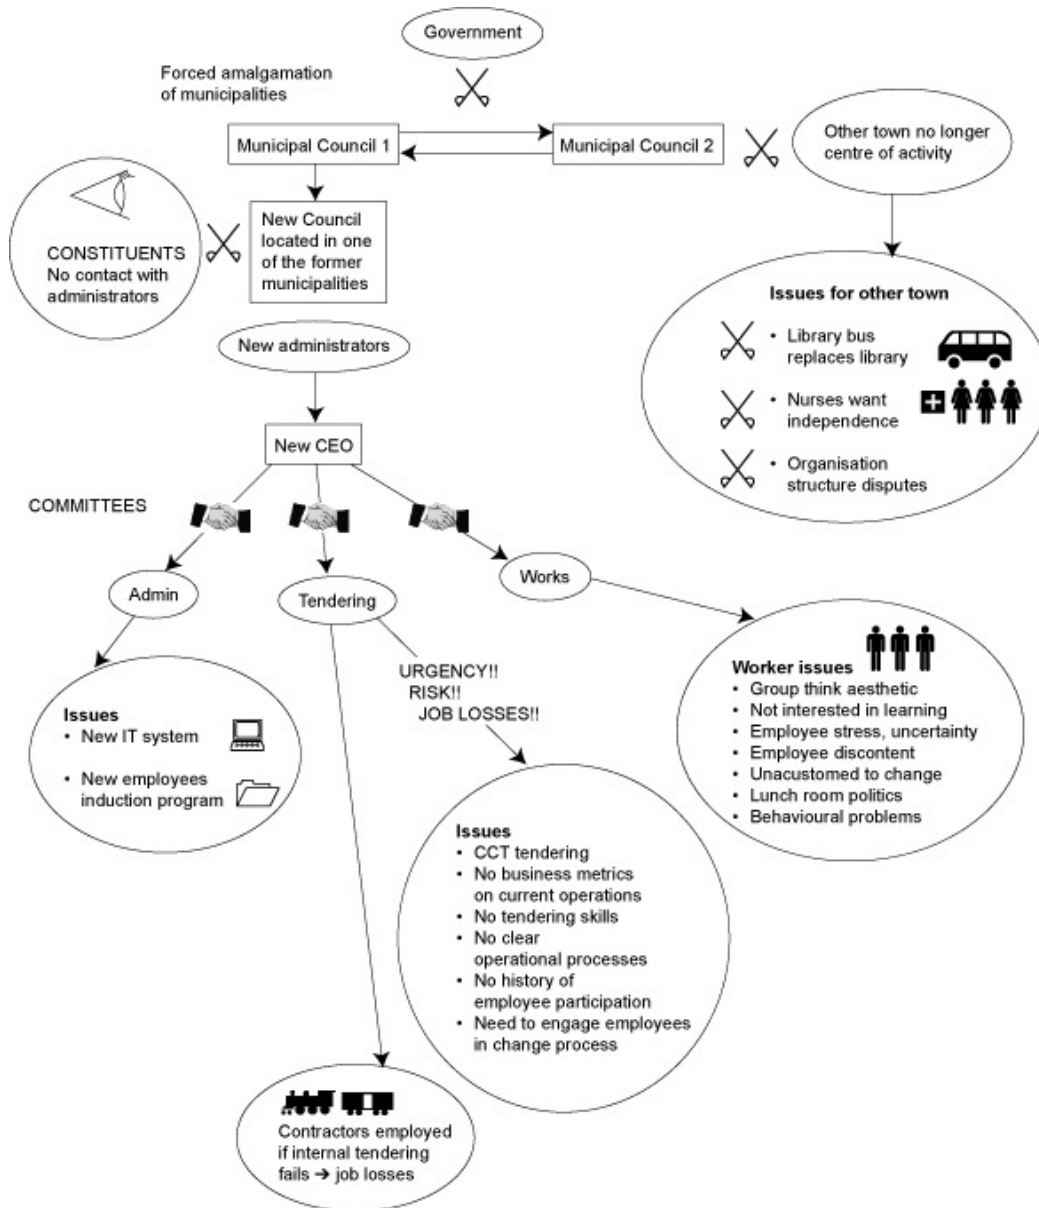 Government
Forced amalgamation
of municipalities
Municipal Council 1
Municipal Council 2
Other town no longer
centre of activity
CONSTITUENTS
No contact with
administrators
New Council
located in one
of the former
municipalities
Issues for other town
• Library bus
replaces library
• Nurses want
independence
• Organisation
structure disputes
New administrators
New CEO
COMMITTEES
Admin
Tendering
Works
URGENCY!!
RISK!!
JOB LOSSES!!
Issues
• New IT system
• New employees
induction program
Worker issues
• Group think aesthetic
• Not interested in learning
• Employee stress, uncertainty
• Employee discontent
• Unacustomed to change
• Lunch room politics
• Behavioural problems
Issues
• CCT tendering
• No business metrics
on current operations
• No tendering skills
• No clear
operational processes
• No history of
employee participation
• Need to engage employees
in change process
Contractors employed
if internal tendering
fails ➔ job losses